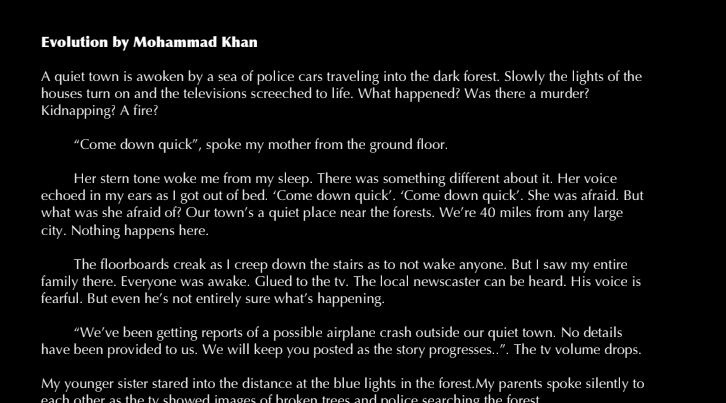 Evolution by Mohammad Khan
A quiet town is awoken by a sea of police cars traveling into the dark forest. Slowly the lights of the
houses turn on and the televisions screeched to life. What happened? Was there a murder?
Kidnapping? A fire?
“Come down quick”, spoke my mother from the ground floor.
Her stern tone woke me from my sleep. There was something different about it. Her voice
echoed in my ears as I got out of bed. ‘Come down quick’. ‘Come down quick’. She was afraid. But
what was she afraid of? Our town’s a quiet place near the forests. We’re 40 miles from any large
city. Nothing happens here.
The floorboards creak as I creep down the stairs as to not wake anyone. But I saw my entire
family there. Everyone was awake. Glued to the tv. The local newscaster can be heard. His voice is
fearful. But even he’s not entirely sure what’s happening.
“We’ve been getting reports of a possible airplane crash outside our quiet town. No details
have been provided to us. We will keep you posted as the story progresses..”. The tv volume drops.
My younger sister stared into the distance at the blue lights in the forest.My parents spoke silently to
each other as the tv showed images of broken trees and police searching the forest